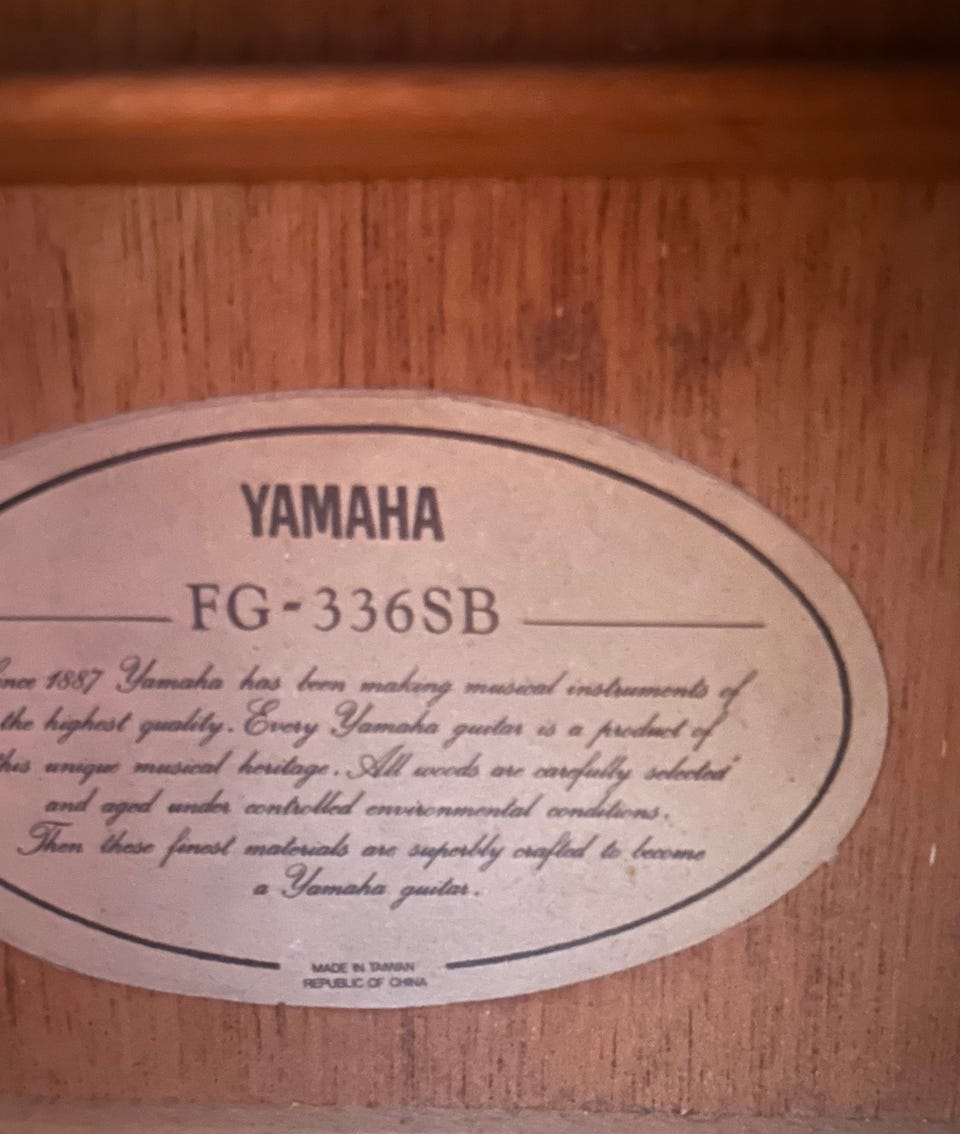 YAMAHA
FG-336SB
ince 1887 Yamaha has been making musical instruments of
the highest quality. Every Yamaha guitar is a product of
this unique musical heritage. All woods are carefully selected
and aged under controlled environmental conditions.
Then these finest materials are superbly crafted to become
a Yamaha guitar.
MADE IN TAIWAN
REPUBLIC OF CHINA